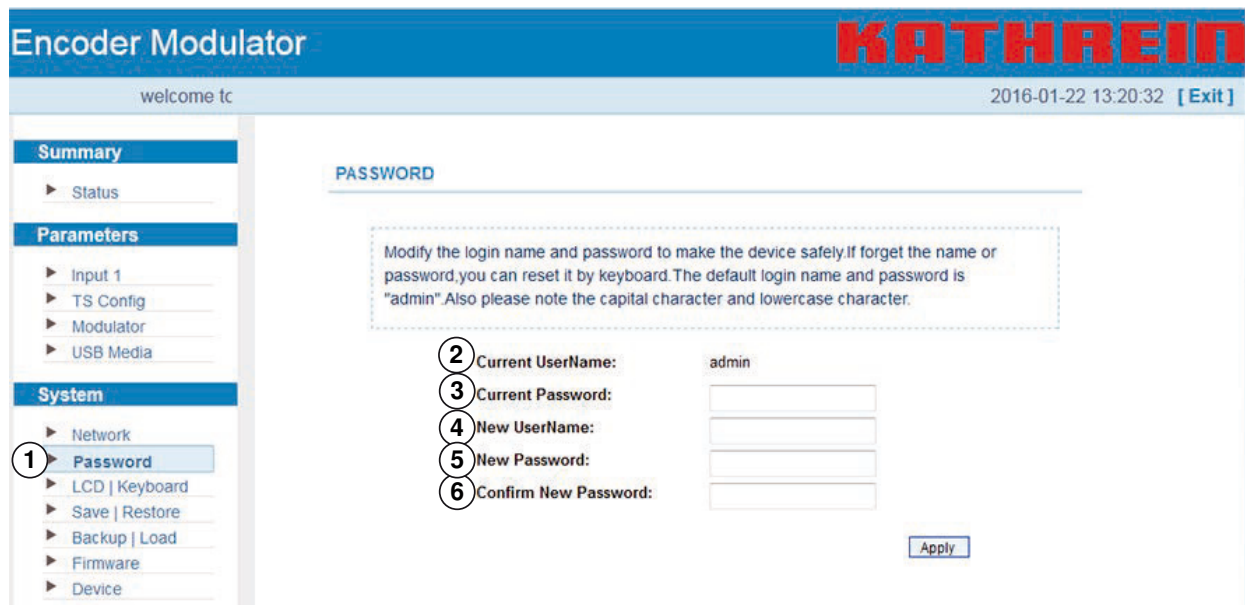 Encoder Modulator
KATHREIN
welcome tc
2016-01-22 13:20:32 [ Exit ]
Summary
Status
Parameters
Input 1
TS Config
Modulator
USB Media
System
Network
1 Password
LCD | Keyboard
Save | Restore
Backup | Load
Firmware
Device
PASSWORD
Modify the login name and password to make the device safely.If forget the name or
password,you can reset it by keyboard.The default login name and password is
"admin".Also please note the capital character and lowercase character.
2 Current UserName: admin
3 Current Password:
4 New UserName:
5 New Password:
6 Confirm New Password:
Apply